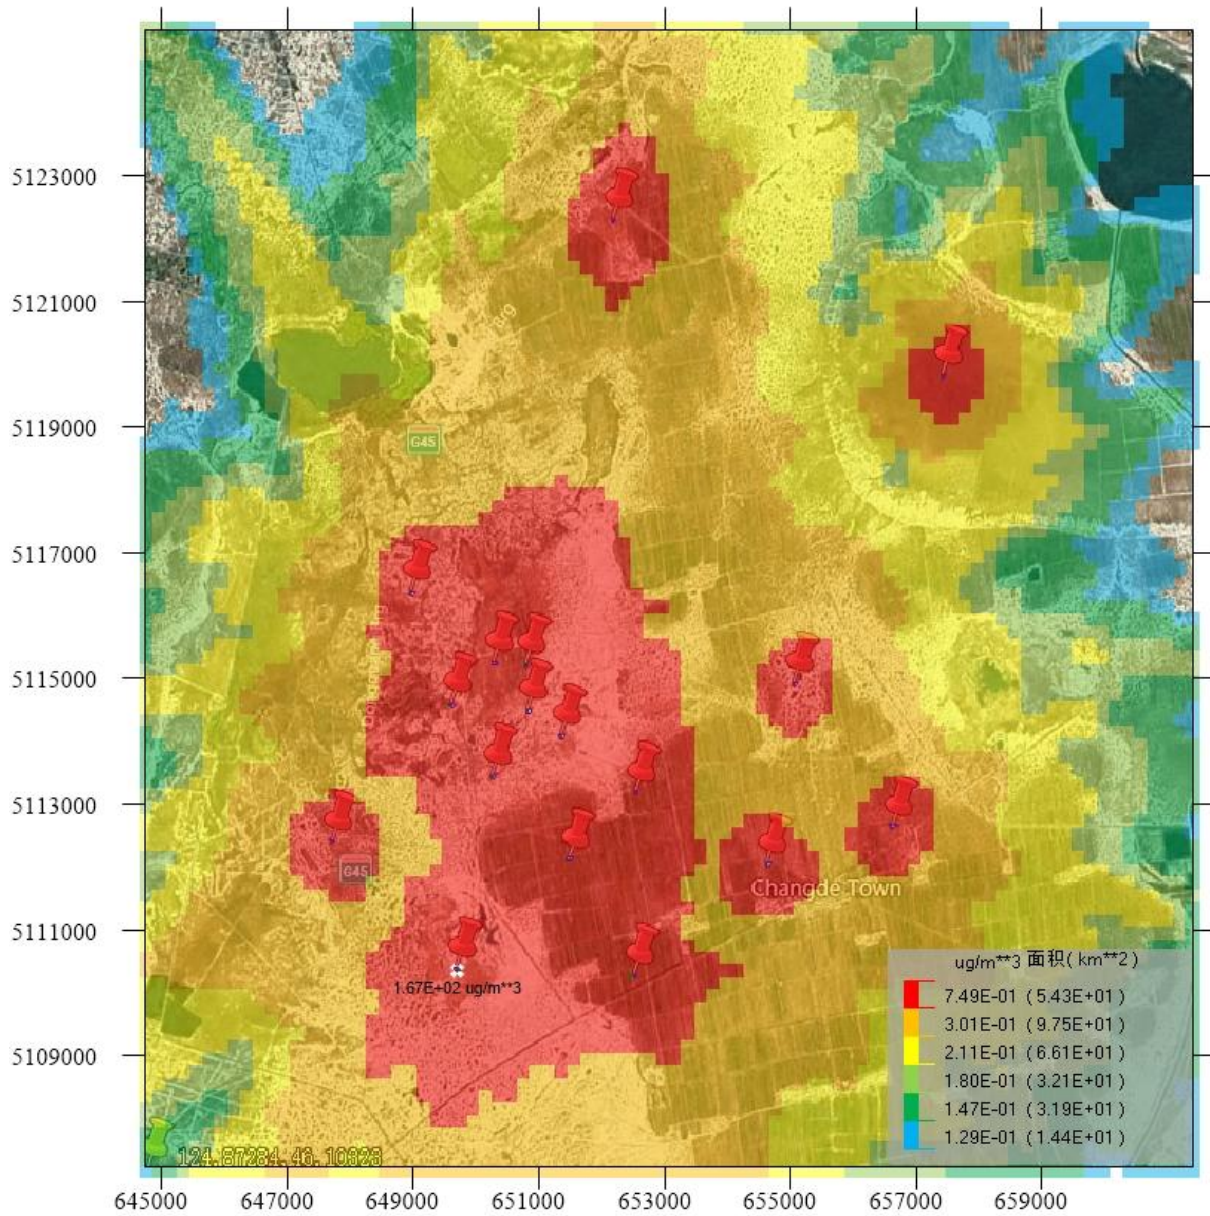 5123000
5121000
5119000
G45
5117000
5115000
5113000
G45
Changde Town
5111000
1.67E+02 ug/m**3
ug/m**3 面积(km**2)
7.49E-01 (5.43E+01)
3.01E-01 (9.75E+01)
2.11E-01 (6.61E+01)
1.80E-01 (3.21E+01)
1.47E-01 (3.19E+01)
1.29E-01 (1.44E+01)
5109000
124.87284,46.10828
645000 647000 649000 651000 653000 655000 657000 659000